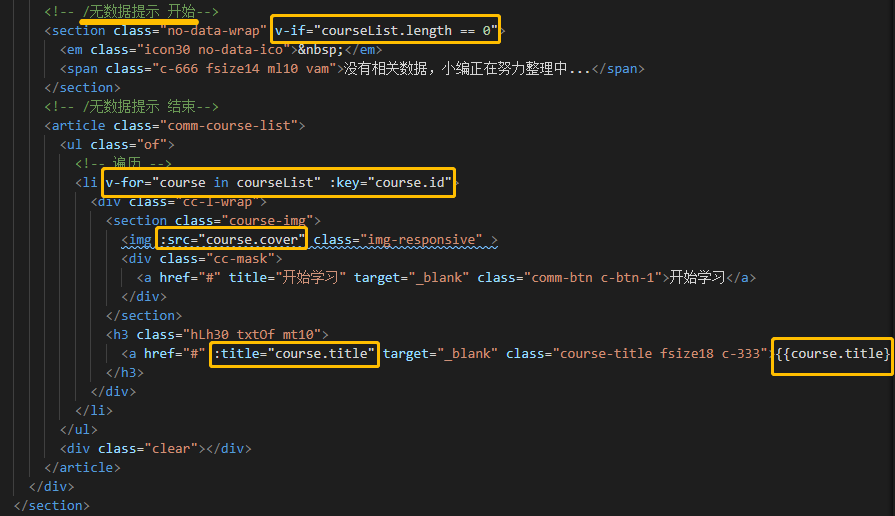 <!-- /无数据提示 开始-->
<section class="no-data-wrap" v-if="courseList.length == 0">
<em class="icon30 no-data-ico">&nbsp;</em>
<span class="c-666 fsize14 ml10 vam">没有相关数据，小编正在努力整理中...</span>
</section>
<!-- /无数据提示 结束-->
<article class="comm-course-list">
<ul class="of">
<!-- 遍历 -->
<li v-for="course in courseList" :key="course.id">
<div class="cc-l-wrap">
<section class="course-img">
<img :src="course.cover" class="img-responsive" >
<div class="cc-mask">
<a href="#" title="开始学习" target="_blank" class="comm-btn c-btn-1">开始学习</a>
</div>
</section>
<h3 class="hLh30 txtOf mt10">
<a href="#" :title="course.title" target="_blank" class="course-title fsize18 c-333">{{course.title}
</h3>
</div>
</li>
</ul>
<div class="clear"></div>
</article>
</div>
</section>